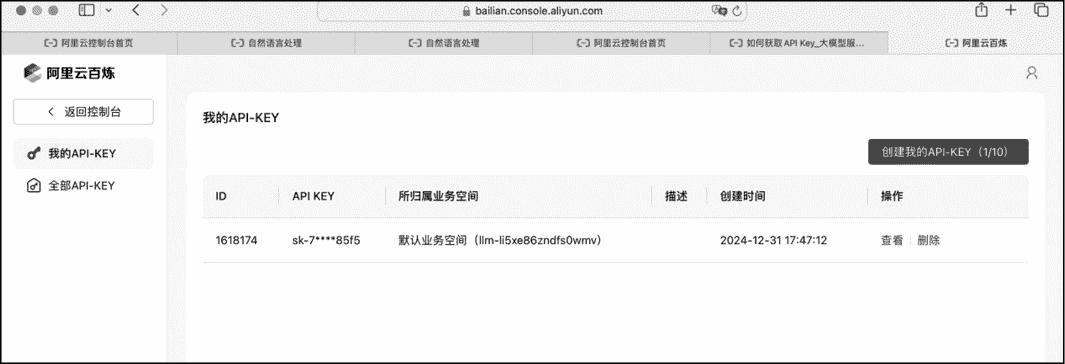 bailian.console.aliyun.com
阿里云控制台首页 自然语言处理 自然语言处理 阿里云控制台首页 如何获取API Key_大模型服... 阿里云百炼
阿里云百炼
返回控制台
我的API-KEY
全部API-KEY
我的API-KEY
创建我的API-KEY（1/10）
ID API KEY 所归属业务空间 描述 创建时间 操作
1618174 sk-7****85f5 默认业务空间（llm-li5xe86zndfs0wmv） 2024-12-31 17:47:12 查看 删除